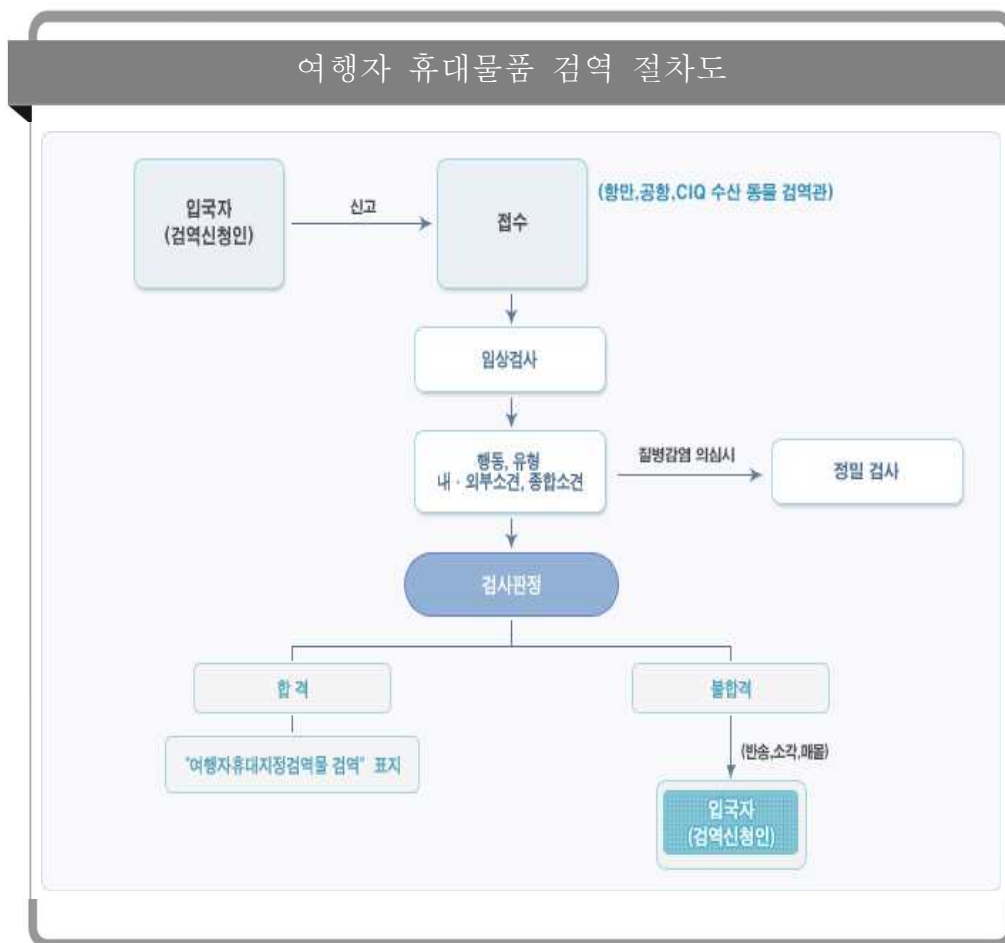 여행자 휴대물품 검역 절차도
입국자
(검역신청인)
신고
접수
(항만,공항,CIQ 수산 동물 검역관)
임상검사
행동, 유형
내 · 외부소견, 종합소견
질병감염 의심시
정밀 검사
검사판정
합 격
불합격
"여행자휴대지정검역물 검역" 표지
(반송,소각,매몰)
입국자
(검역신청인)